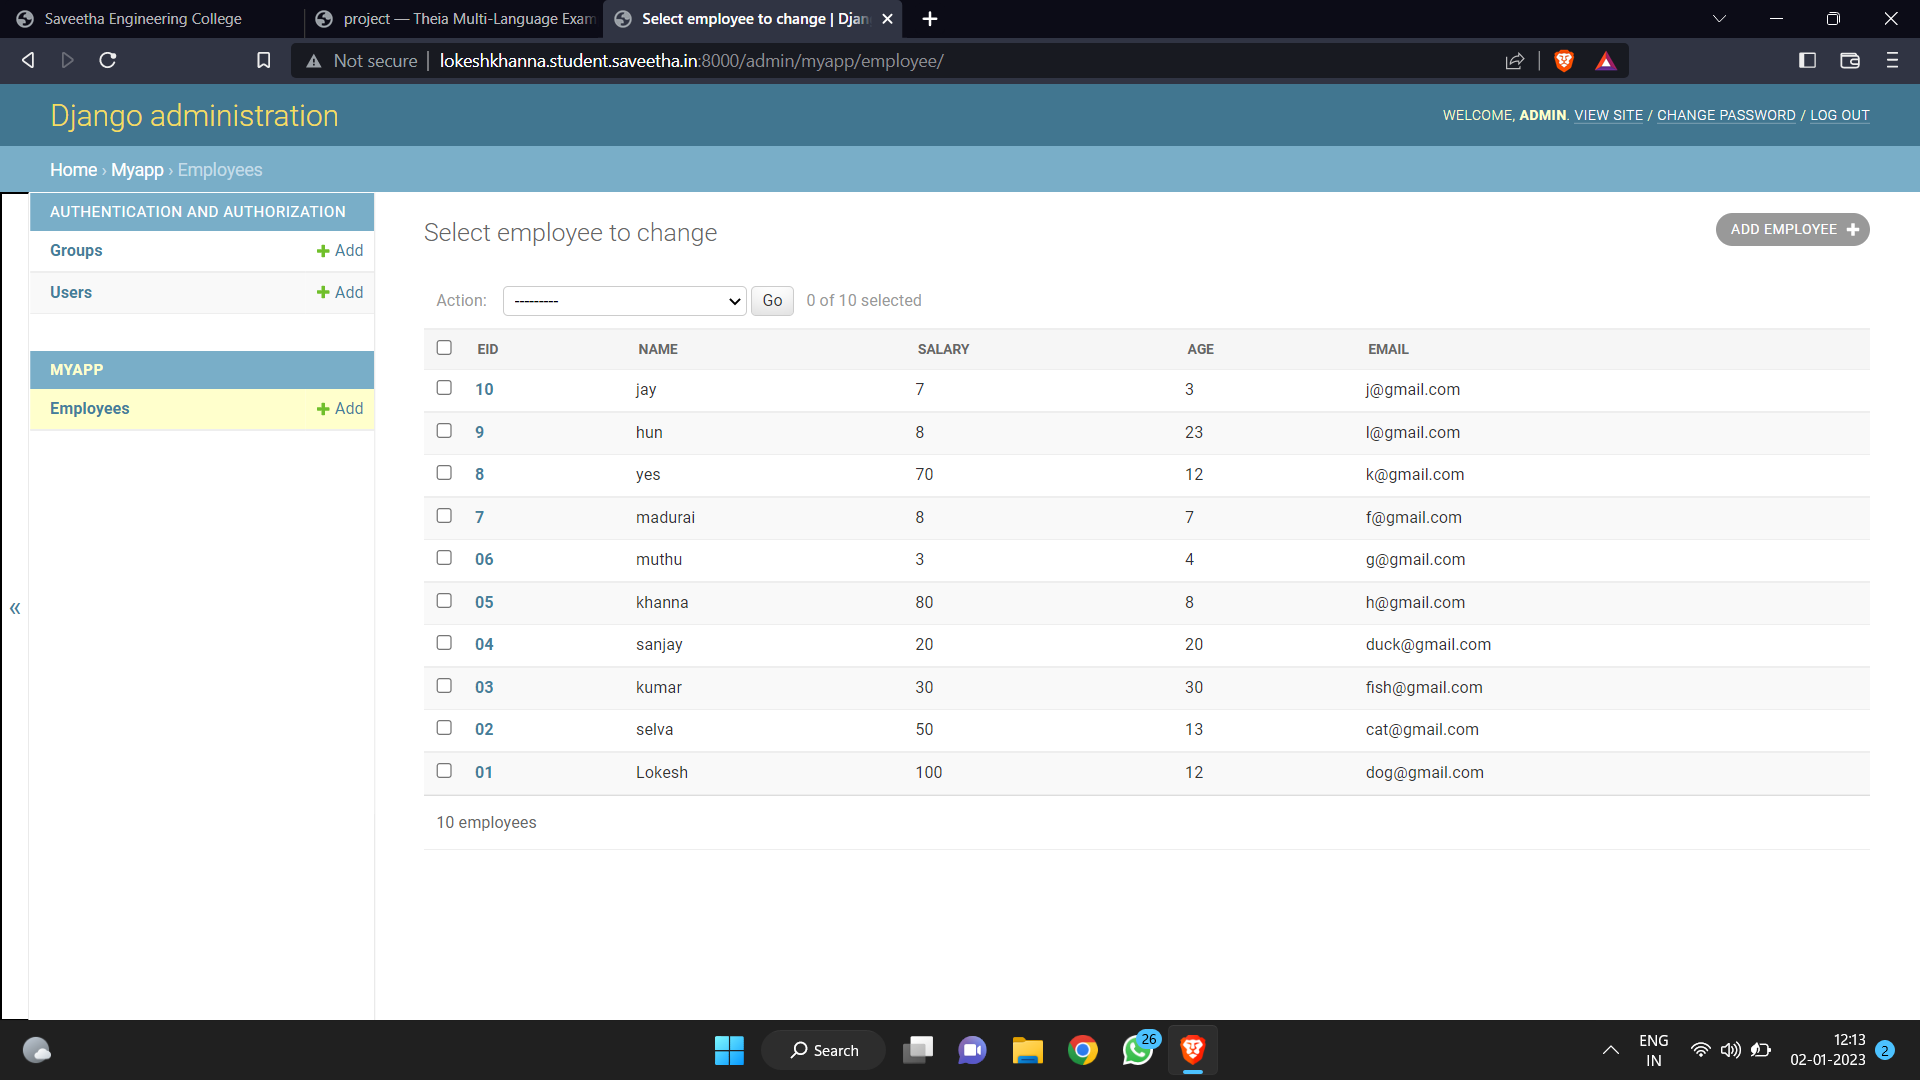 Saveetha Engineering College
project — Theia Multi-Language Exam
Select employee to change | Djan
Not secure | lokeshkhanna.student.saveetha.in:8000/admin/myapp/employee/
Django administration
WELCOME, ADMIN. VIEW SITE / CHANGE PASSWORD / LOG OUT
Home › Myapp › Employees
AUTHENTICATION AND AUTHORIZATION
Groups + Add
Users + Add
MYAPP
Employees + Add
«
Select employee to change
ADD EMPLOYEE +
Action: --------- Go 0 of 10 selected
EID NAME SALARY AGE EMAIL
10 jay 7 3 j@gmail.com
9 hun 8 23 l@gmail.com
8 yes 70 12 k@gmail.com
7 madurai 8 7 f@gmail.com
06 muthu 3 4 g@gmail.com
05 khanna 80 8 h@gmail.com
04 sanjay 20 20 duck@gmail.com
03 kumar 30 30 fish@gmail.com
02 selva 50 13 cat@gmail.com
01 Lokesh 100 12 dog@gmail.com
10 employees
Search
26
ENG
IN
12:13
02-01-2023
2